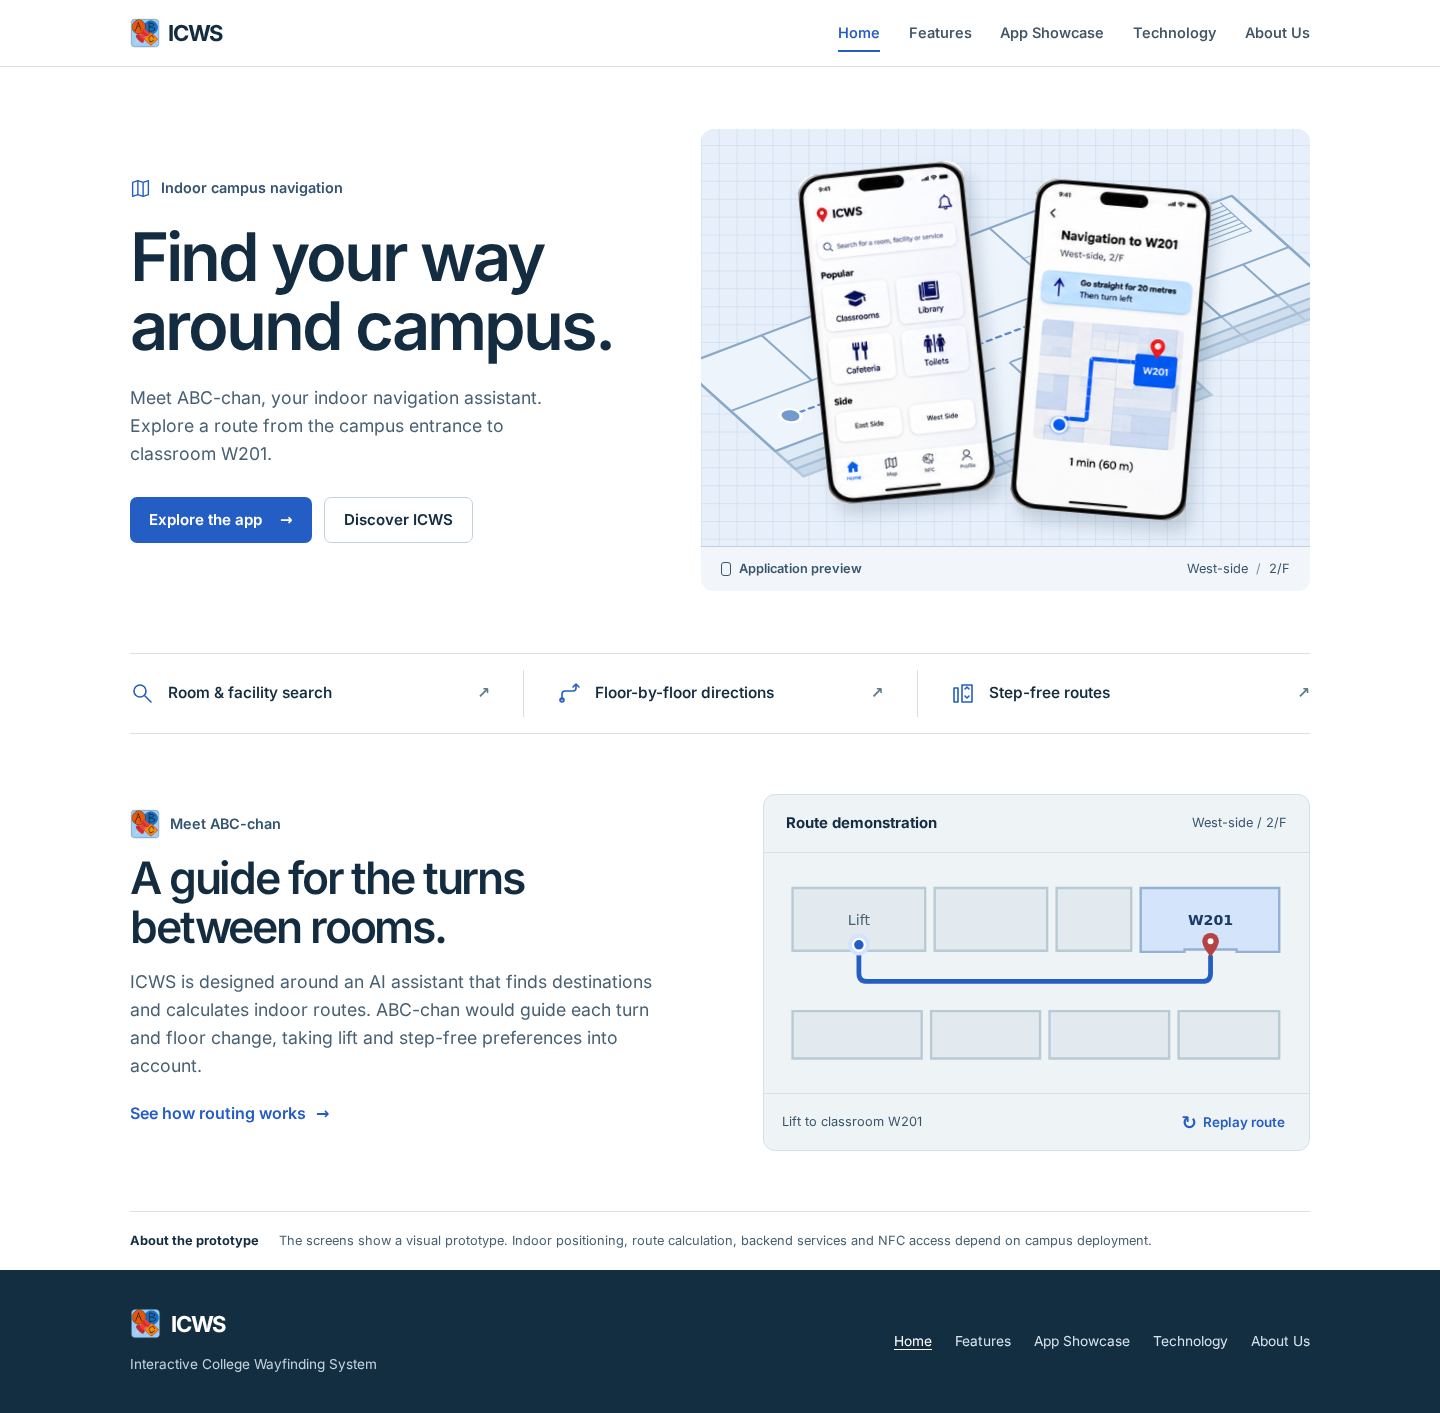 ICWS
Home
Features
App Showcase
Technology
About Us
Indoor campus navigation
Find your way
around campus.
Meet ABC-chan, your indoor navigation assistant.
Explore a route from the campus entrance to
classroom W201.
Explore the app →
Discover ICWS
9:41
ICWS
Search for a room, facility or service
Popular
Classrooms
Library
Cafeteria
Toilets
Side
East Side
West Side
Home
Map
NFC
Profile
9:41
Navigation to W201
West-side, 2/F
Go straight for 20 metres
Then turn left
W201
1 min (60 m)
Application preview
West-side / 2/F
Room & facility search ↗
Floor-by-floor directions ↗
Step-free routes ↗
Meet ABC-chan
A guide for the turns
between rooms.
ICWS is designed around an AI assistant that finds destinations
and calculates indoor routes. ABC-chan would guide each turn
and floor change, taking lift and step-free preferences into
account.
See how routing works →
Route demonstration
West-side / 2/F
Lift
W201
Lift to classroom W201
↻ Replay route
About the prototype
The screens show a visual prototype. Indoor positioning, route calculation, backend services and NFC access depend on campus deployment.
ICWS
Interactive College Wayfinding System
Home
Features
App Showcase
Technology
About Us